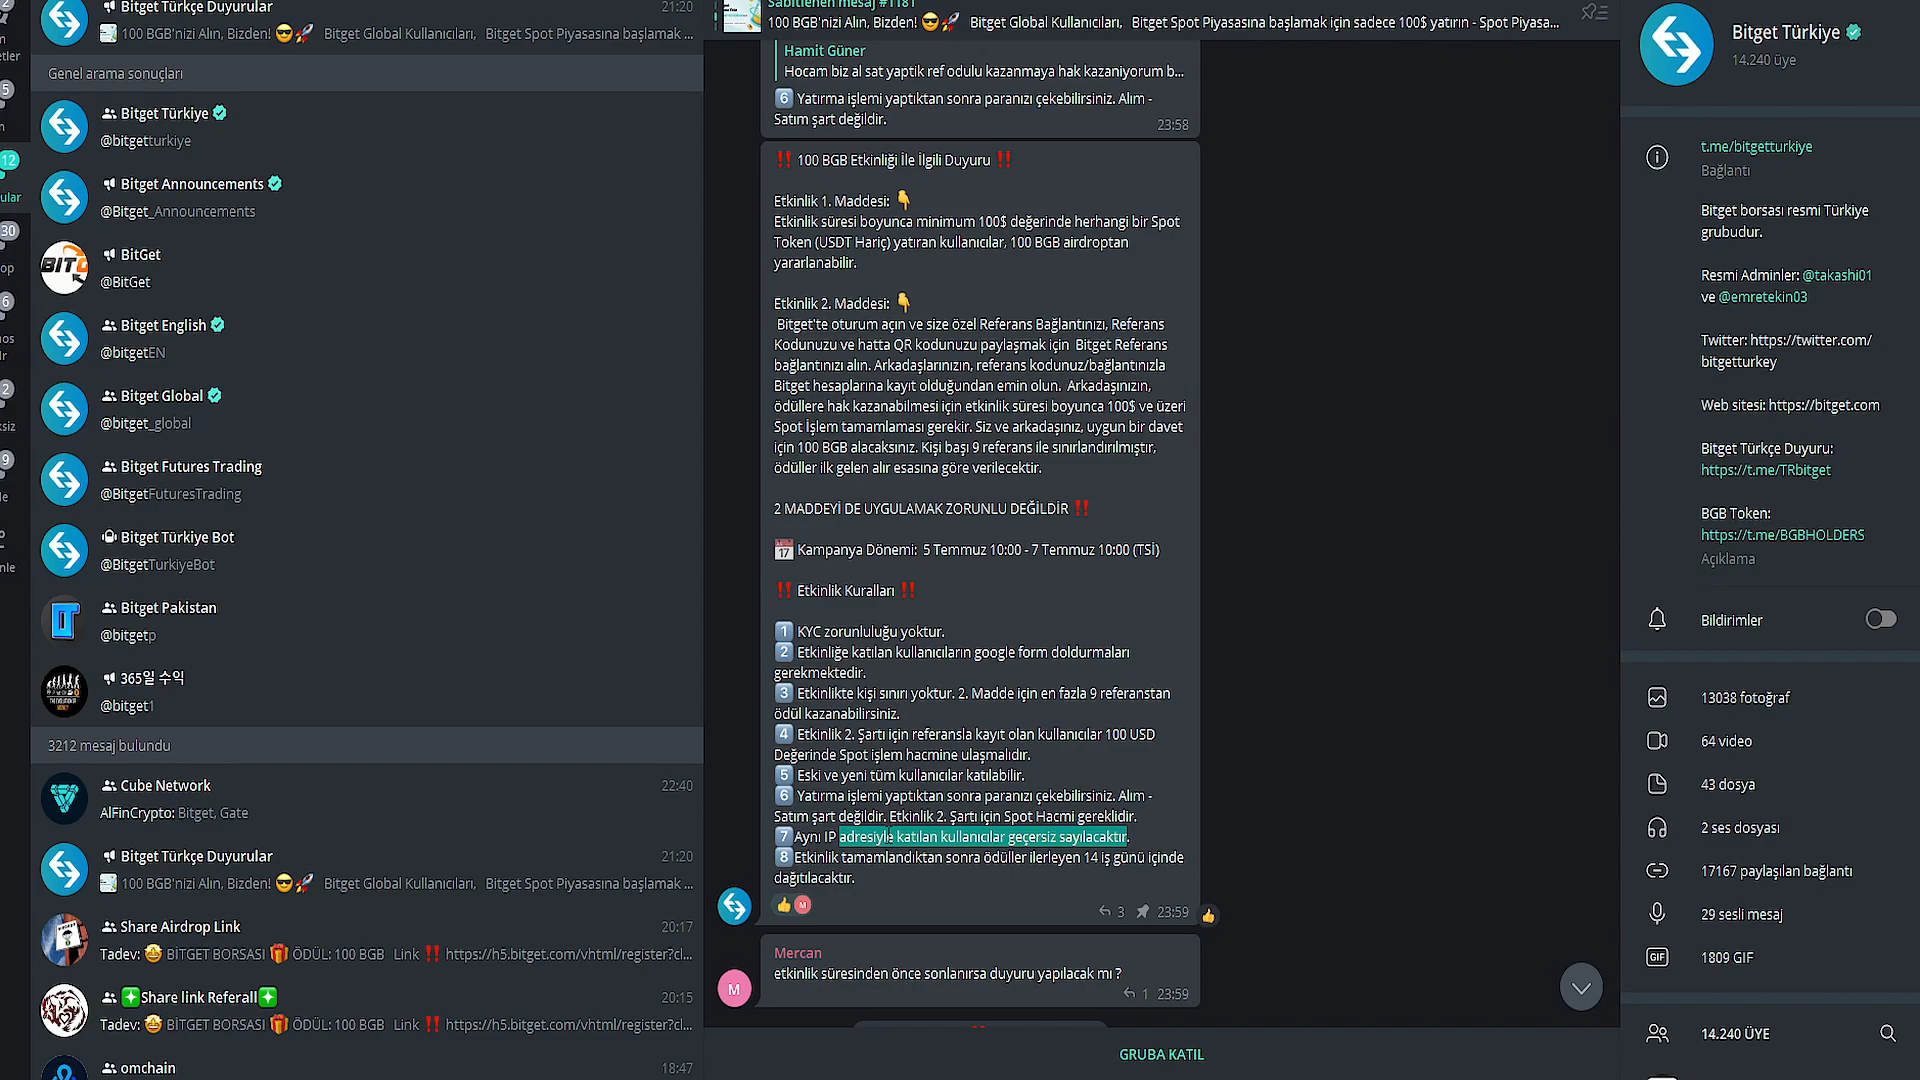 Bitget Türkçe Duyurular
21:20
100 BGB'nizi Alın, Bizden! 😎🚀 Bitget Global Kullanıcıları, Bitget Spot Piyasasına başlamak ...
Genel arama sonuçları
Bitget Türkiye
@bitgetturkiye
Bitget Announcements
@Bitget_Announcements
BitGet
@BitGet
Bitget English
@bitgetEN
Bitget Global
@bitget_global
Bitget Futures Trading
@BitgetFuturesTrading
Bitget Türkiye Bot
@BitgetTurkiyeBot
Bitget Pakistan
@bitgetp
365일 수익
@bitget1
3212 mesaj bulundu
Cube Network
22:40
AlFinCrypto: Bitget, Gate
Bitget Türkçe Duyurular
21:20
100 BGB'nizi Alın, Bizden! 😎🚀 Bitget Global Kullanıcıları, Bitget Spot Piyasasına başlamak ...
Share Airdrop Link
20:17
Tadev: 🤩 BİTGET BORSASI 🎁 ÖDÜL: 100 BGB Link ‼️ https://h5.bitget.com/vhtml/register?cl...
Share link Referall
20:15
Tadev: 🤩 BİTGET BORSASI 🎁 ÖDÜL: 100 BGB Link ‼️ https://h5.bitget.com/vhtml/register?cl...
omchain
18:47
5
12
ular
30
6
2
9
Sabitlenen mesaj #1181
100 BGB'nizi Alın, Bizden! 😎🚀 Bitget Global Kullanıcıları, Bitget Spot Piyasasına başlamak için sadece 100$ yatırın - Spot Piyasa...
Hamit Güner
Hocam biz al sat yaptik ref odulu kazanmaya hak kazaniyorum b...
6️⃣ Yatırma işlemi yaptıktan sonra paranızı çekebilirsiniz. Alım -
Satım şart değildir.
23:58
‼️ 100 BGB Etkinliği İle İlgili Duyuru ‼️
Etkinlik 1. Maddesi: 👇
Etkinlik süresi boyunca minimum 100$ değerinde herhangi bir Spot
Token (USDT Hariç) yatıran kullanıcılar, 100 BGB airdroptan
yararlanabilir.
Etkinlik 2. Maddesi: 👇
Bitget'te oturum açın ve size özel Referans Bağlantınızı, Referans
Kodunuzu ve hatta QR kodunuzu paylaşmak için Bitget Referans
bağlantınızı alın. Arkadaşlarınızın, referans kodunuz/bağlantınızla
Bitget hesaplarına kayıt olduğundan emin olun. Arkadaşınızın,
ödüllere hak kazanabilmesi için etkinlik süresi boyunca 100$ ve üzeri
Spot İşlem tamamlaması gerekir. Siz ve arkadaşınız, uygun bir davet
için 100 BGB alacaksınız. Kişi başı 9 referans ile sınırlandırılmıştır,
ödüller ilk gelen alır esasına göre verilecektir.
2 MADDEYİ DE UYGULAMAK ZORUNLU DEĞİLDİR ‼️
📅 Kampanya Dönemi: 5 Temmuz 10:00 - 7 Temmuz 10:00 (TSİ)
‼️ Etkinlik Kuralları ‼️
1️⃣ KYC zorunluluğu yoktur.
2️⃣ Etkinliğe katılan kullanıcıların google form doldurmaları
gerekmektedir.
3️⃣ Etkinlikte kişi sınırı yoktur. 2. Madde için en fazla 9 referanstan
ödül kazanabilirsiniz.
4️⃣ Etkinlik 2. Şartı için referansla kayıt olan kullanıcılar 100 USD
Değerinde Spot işlem hacmine ulaşmalıdır.
5️⃣ Eski ve yeni tüm kullanıcılar katılabilir.
6️⃣ Yatırma işlemi yaptıktan sonra paranızı çekebilirsiniz. Alım -
Satım şart değildir. Etkinlik 2. Şartı için Spot Hacmi gereklidir.
7️⃣Aynı IP adresiyle katılan kullanıcılar geçersiz sayılacaktır.
8️⃣Etkinlik tamamlandıktan sonra ödüller ilerleyen 14 iş günü içinde
dağıtılacaktır.
👍 M
3 23:59
👍
Mercan
M
etkinlik süresinden önce sonlanırsa duyuru yapılacak mı ?
1 23:59
GRUBA KATIL
Bitget Türkiye
14.240 üye
t.me/bitgetturkiye
Bağlantı
Bitget borsası resmi Türkiye
grubudur.
Resmi Adminler: @takashi01
ve @emretekin03
Twitter: https://twitter.com/
bitgetturkey
Web sitesi: https://bitget.com
Bitget Türkçe Duyuru:
https://t.me/TRbitget
BGB Token:
https://t.me/BGBHOLDERS
Açıklama
Bildirimler
13038 fotoğraf
64 video
43 dosya
2 ses dosyası
17167 paylaşılan bağlantı
29 sesli mesaj
GIF 1809 GIF
14.240 ÜYE